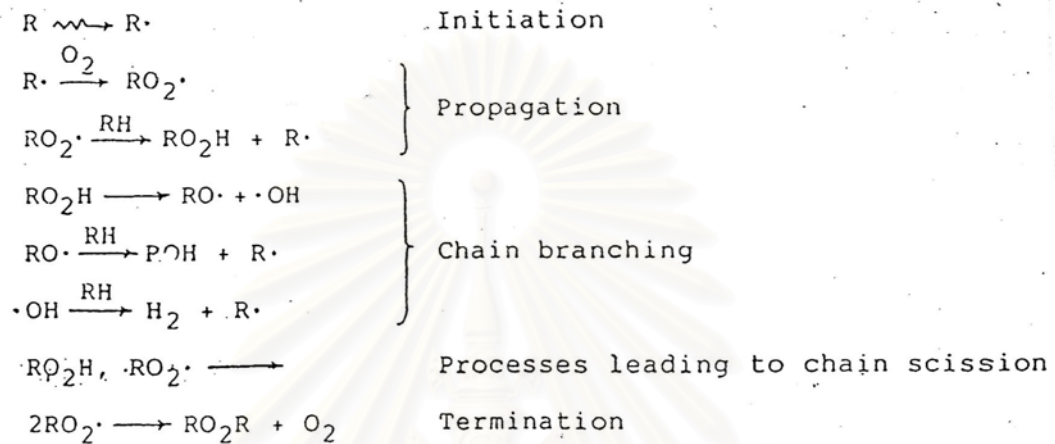 R ⟿ R· Initiation
R· —O₂→ RO₂·
Propagation
RO₂· —RH→ RO₂H + R·
RO₂H ⟶ RO· + ·OH
RO· —RH→ POH + R·
Chain branching
·OH —RH→ H₂ + R·
RO₂H, RO₂· ⟶ Processes leading to chain scission
2RO₂· ⟶ RO₂R + O₂ Termination